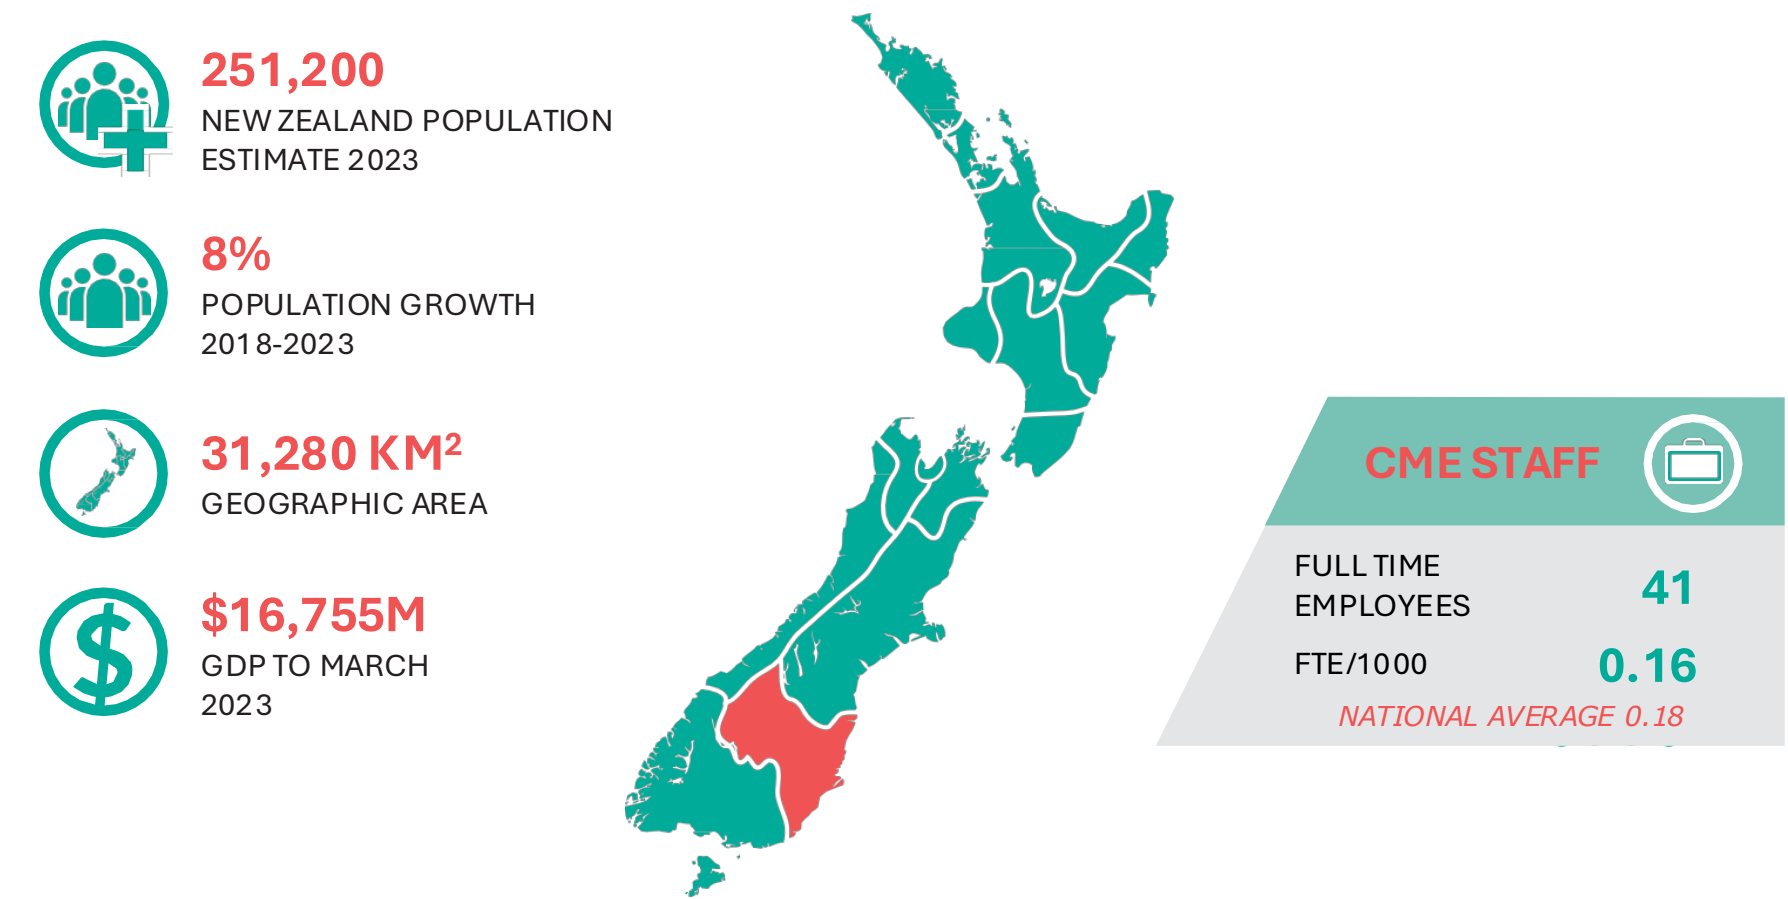 251,200
NEW ZEALAND POPULATION
ESTIMATE 2023
8%
POPULATION GROWTH
2018-2023
31,280 KM²
GEOGRAPHIC AREA
$16,755M
GDP TO MARCH
2023
CME STAFF
FULL TIME
EMPLOYEES
41
FTE/1000
0.16
NATIONAL AVERAGE 0.18